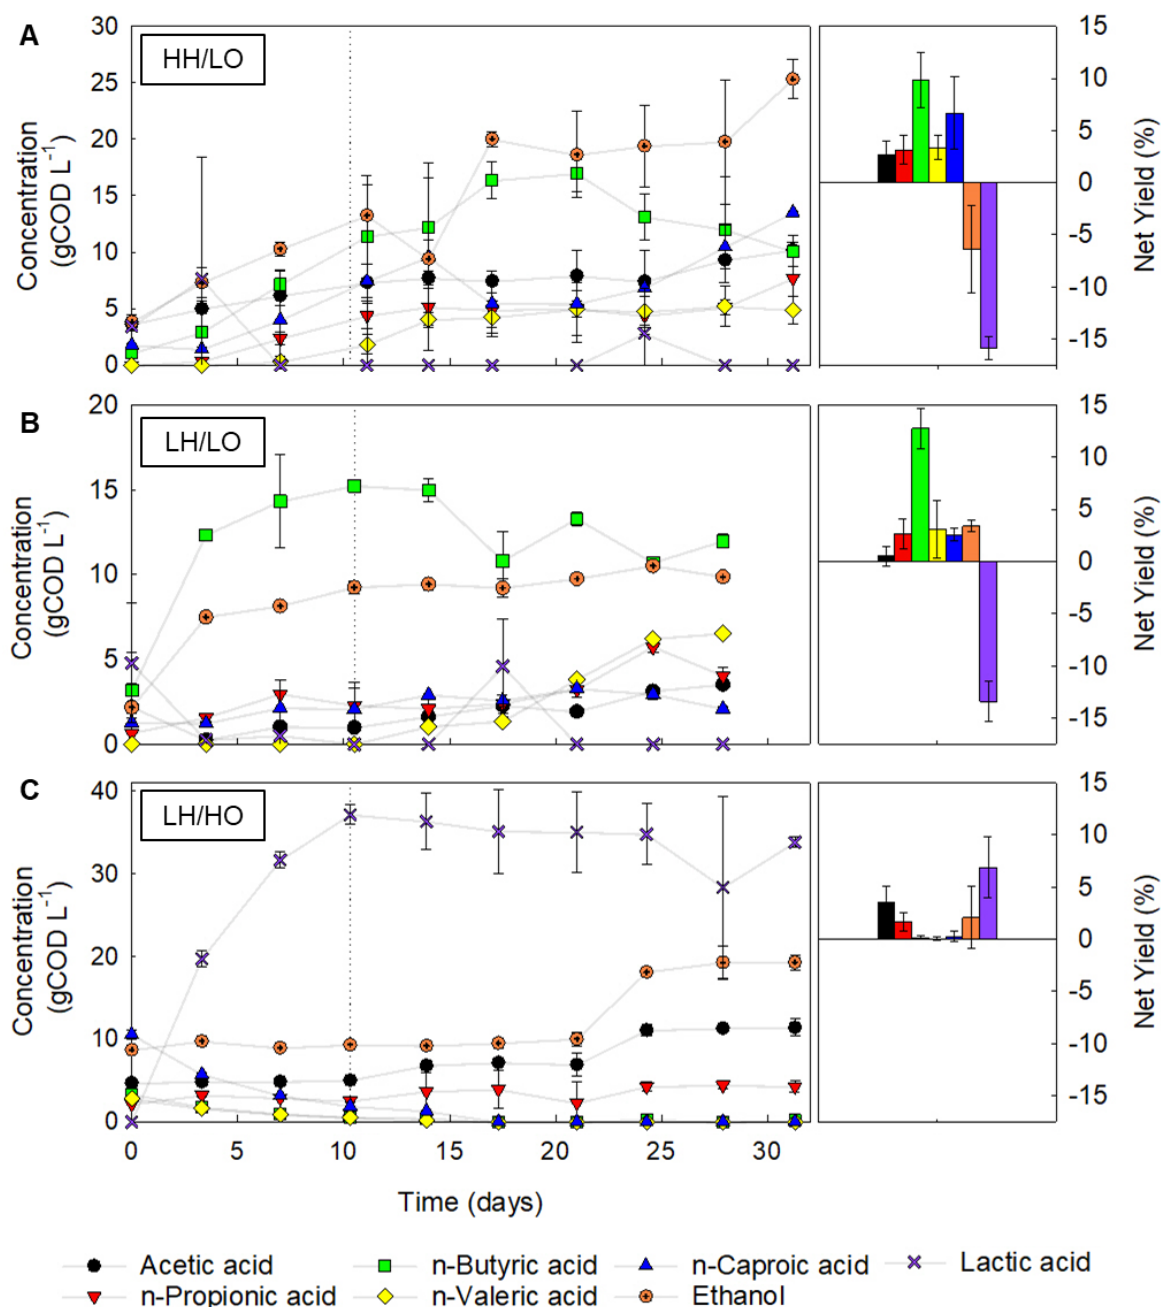 A
HH/LO
30
25
20
15
10
5
0
Concentration
(gCOD L⁻¹)
15
10
5
0
-5
-10
-15
Net Yield (%)
B
LH/LO
20
15
10
5
0
Concentration
(gCOD L⁻¹)
15
10
5
0
-5
-10
-15
Net Yield (%)
C
LH/HO
40
30
20
10
0
Concentration
(gCOD L⁻¹)
15
10
5
0
-5
-10
-15
Net Yield (%)
0 5 10 15 20 25 30
Time (days)
Acetic acid n-Butyric acid n-Caproic acid Lactic acid
n-Propionic acid n-Valeric acid Ethanol